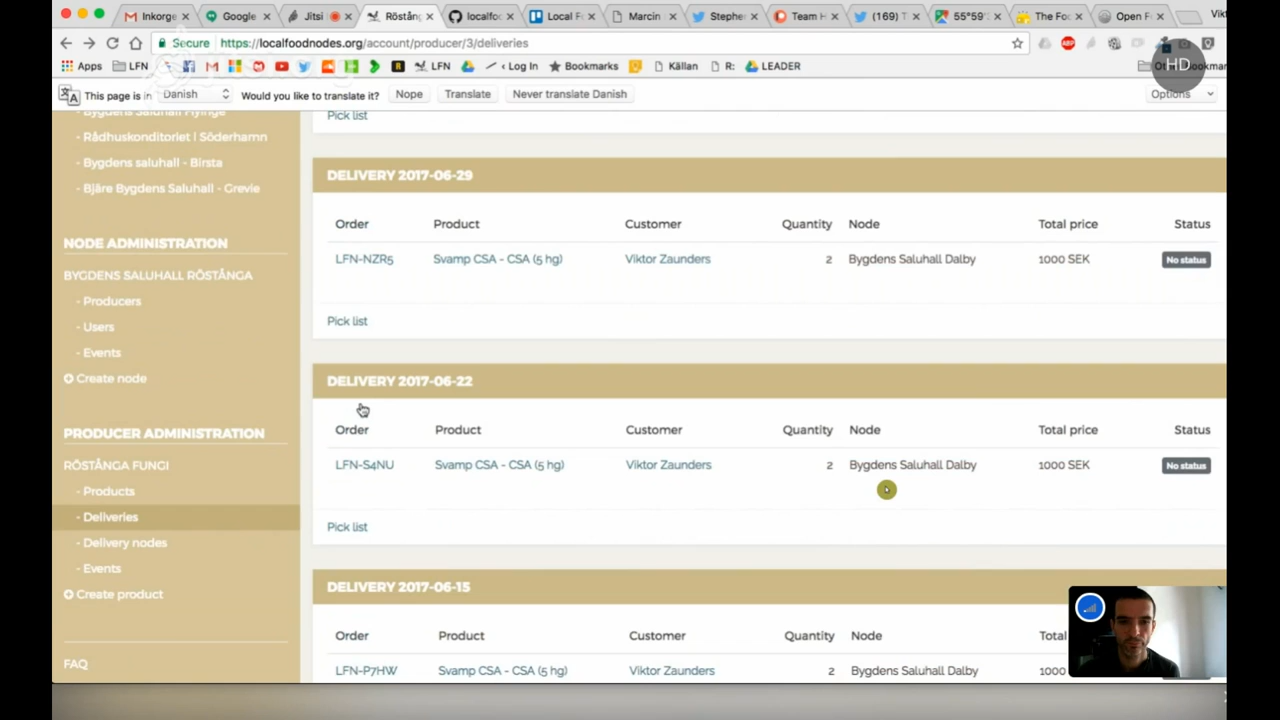 Inkorge Google Jitsi Röstång localfoo Local F Marcin Stephe Team H (169) T 55°59' The Foo Open F Vikt
Secure https://localfoodnodes.org/account/producer/3/deliveries
HD
Apps LFN LFN < Log In Bookmarks Källan R: LEADER
This page is in Danish Would you like to translate it? Nope Translate Never translate Danish Options
Bygdens Saluhall Hyinge
Pick list
- Rådhuskonditoriet i Söderhamn
- Bygdens saluhall - Birsta
- Bjäre Bygdens Saluhall - Grevie
DELIVERY 2017-06-29
Order Product Customer Quantity Node Total price Status
LFN-NZR5 Svamp CSA - CSA (5 hg) Viktor Zaunders 2 Bygdens Saluhall Dalby 1000 SEK No status
Pick list
NODE ADMINISTRATION
BYGDENS SALUHALL RÖSTÅNGA
- Producers
- Users
- Events
Create node
DELIVERY 2017-06-22
Order Product Customer Quantity Node Total price Status
LFN-S4NU Svamp CSA - CSA (5 hg) Viktor Zaunders 2 Bygdens Saluhall Dalby 1000 SEK No status
Pick list
PRODUCER ADMINISTRATION
RÖSTÅNGA FUNGI
- Products
- Deliveries
- Delivery nodes
- Events
Create product
DELIVERY 2017-06-15
Order Product Customer Quantity Node Total
LFN-P7HW Svamp CSA - CSA (5 hg) Viktor Zaunders 2 Bygdens Saluhall Dalby 1000
FAQ